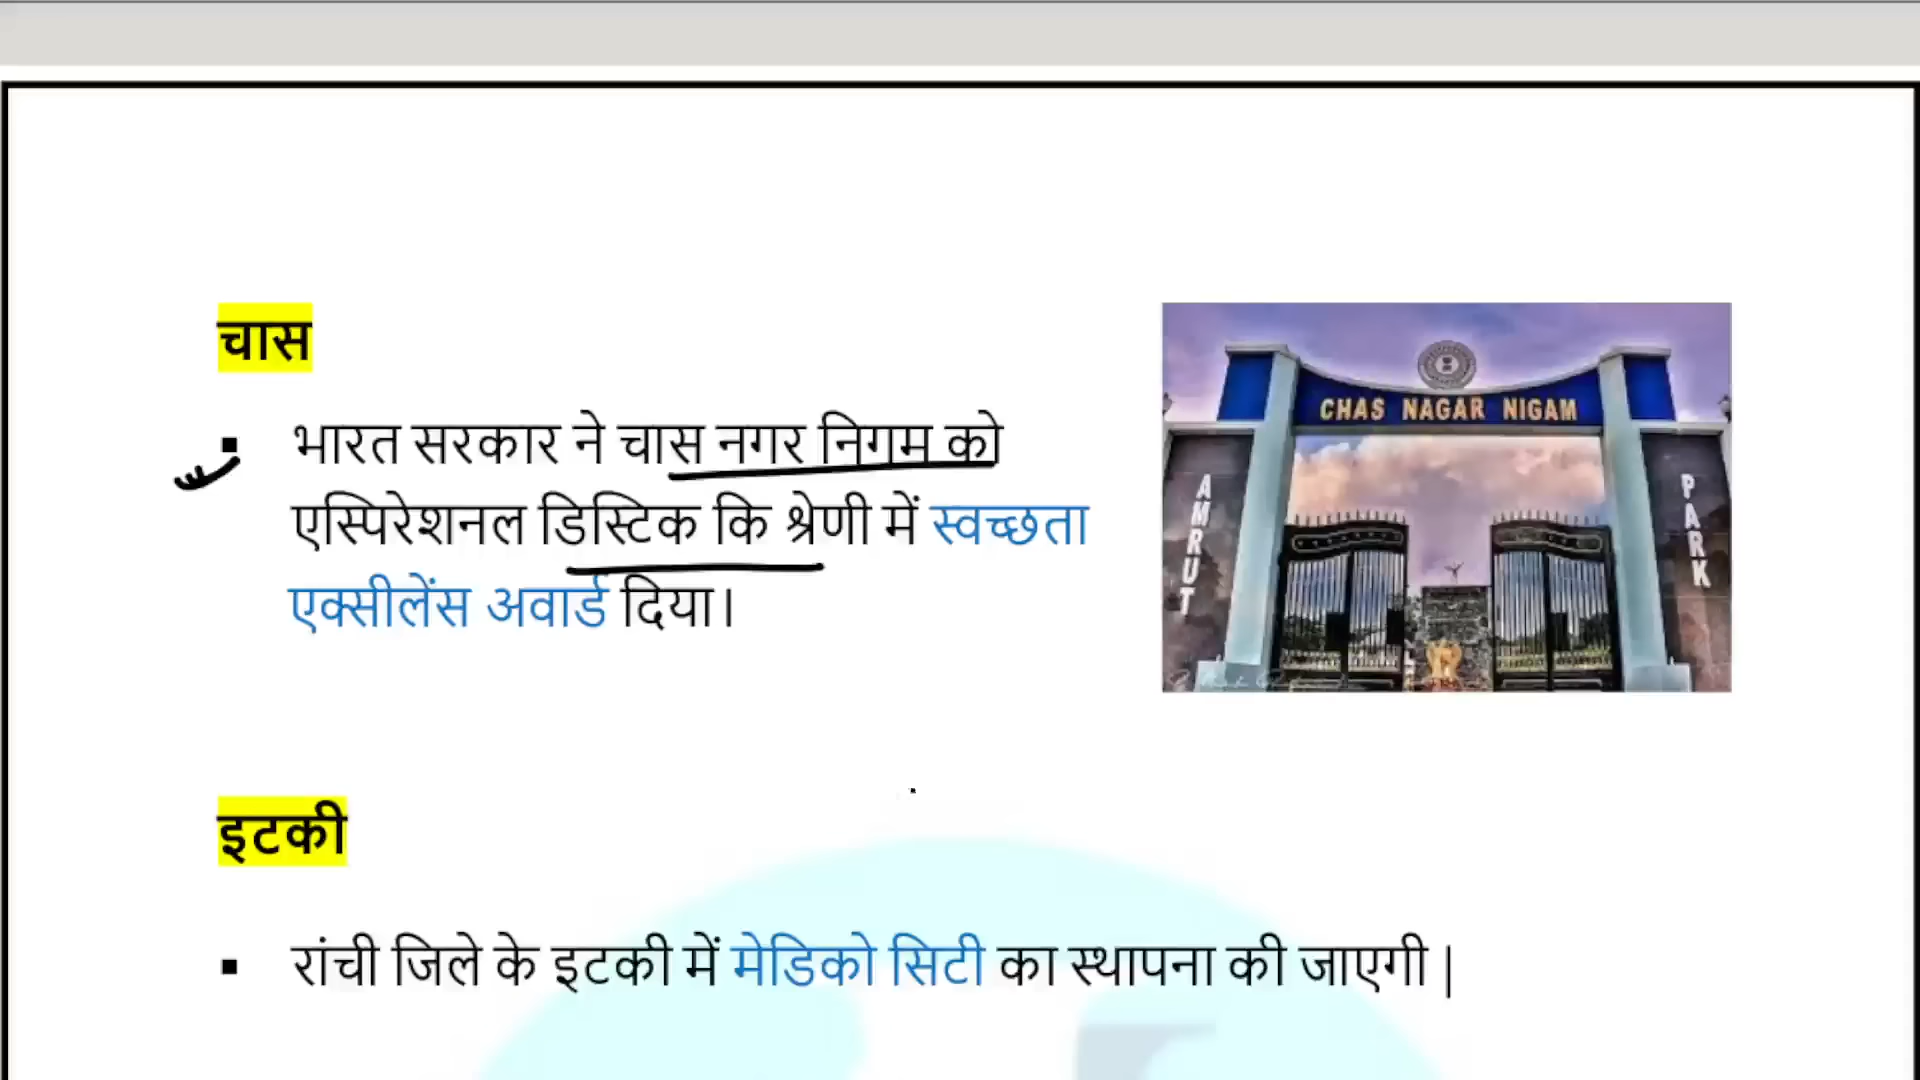 चास
▪ भारत सरकार ने चास नगर निगम को
एस्पिरेशनल डिस्टिक कि श्रेणी में स्वच्छता
एक्सीलेंस अवार्ड दिया।
CHAS NAGAR NIGAM
AMRUT
PARK
इटकी
▪ रांची जिले के इटकी में मेडिको सिटी का स्थापना की जाएगी |